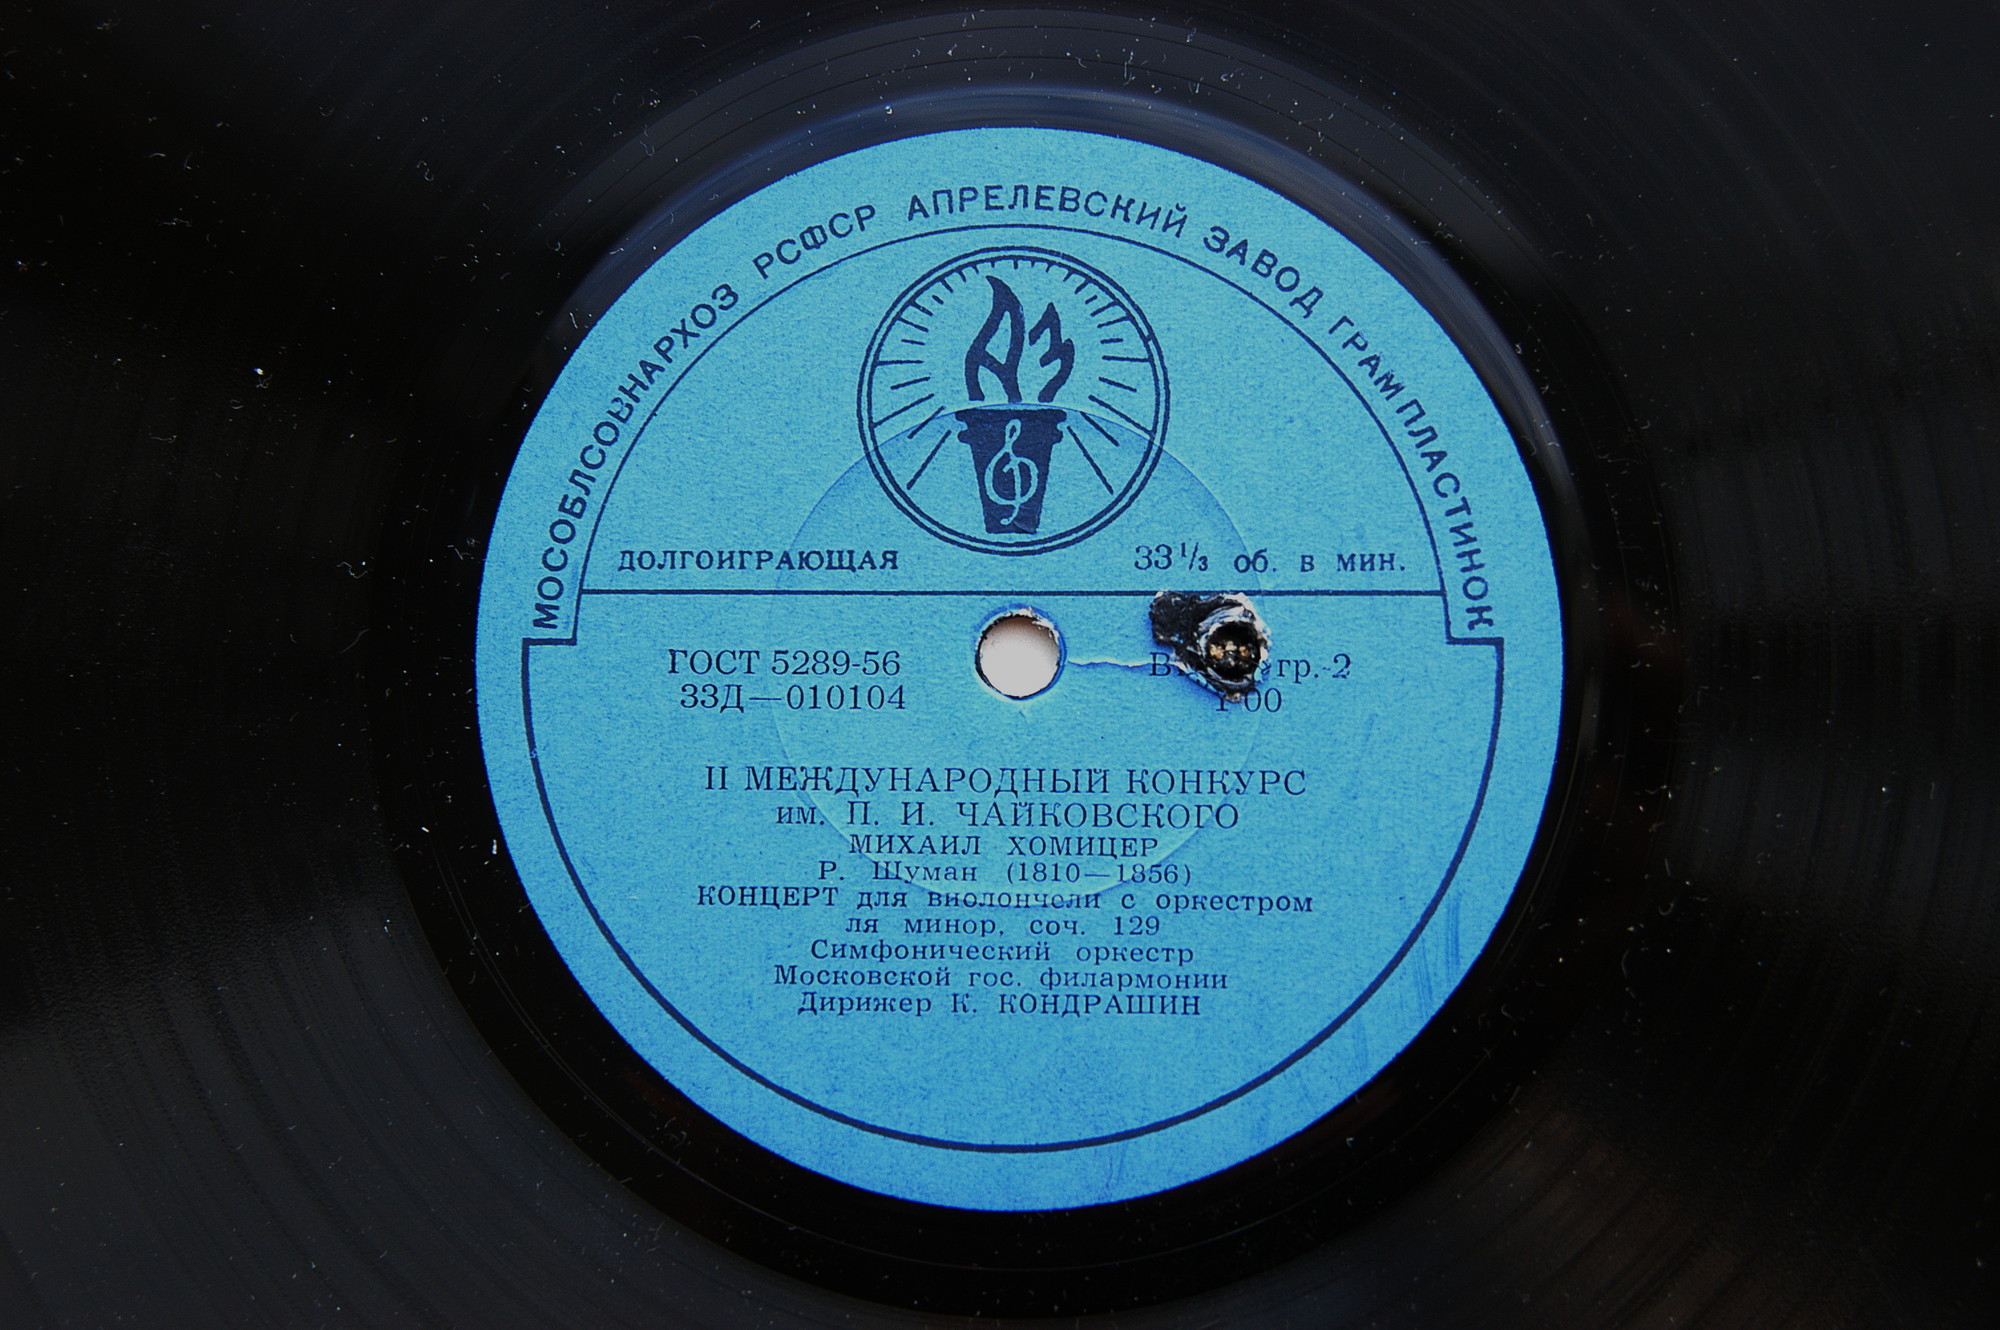 МОСОБЛСОВНАРХОЗ РСФСР АПРЕЛЕВСКИЙ ЗАВОД ГРАМПЛАСТИНОК
АЗ
ДОЛГОИГРАЮЩАЯ 33 1/3 об. в мин.
ГОСТ 5289-56 гр. 2
33Д—010104 1-00
II МЕЖДУНАРОДНЫЙ КОНКУРС
им. П. И. ЧАЙКОВСКОГО
МИХАИЛ ХОМИЦЕР
Р. Шуман (1810—1856)
КОНЦЕРТ для виолончели с оркестром
ля минор, соч. 129
Симфонический оркестр
Московской гос. филармонии
Дирижер К. КОНДРАШИН